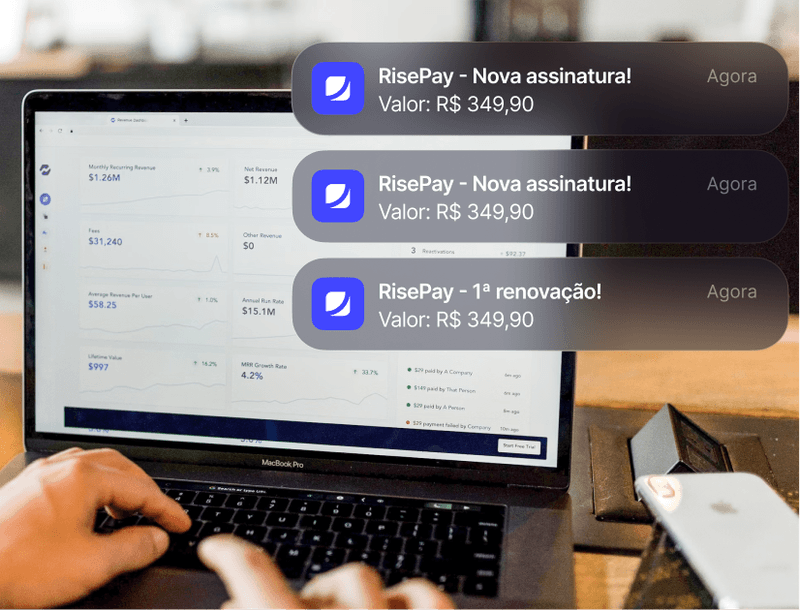 RisePay - Nova assinatura!
Agora
Valor: R$ 349,90
RisePay - Nova assinatura!
Agora
Valor: R$ 349,90
RisePay - 1ª renovação!
Agora
Valor: R$ 349,90
Monthly Recurring Revenue
↑ 3.9%
$1.26M
Net Revenue
$1.12M
Fees
$31,240
Other Revenue
$0
3 Reactivations
Average Revenue Per User
↑ 1.0%
$58.25
Annual Run Rate
$15.1M
Lifetime Value
↑ 16.2%
$997
MRR Growth Rate
↑ 33.7%
4.2%
$29 paid by A Company
$149 paid by That Person
$29 paid by A Person
$29 payment failed by Company
Start Free Trial
MacBook Pro